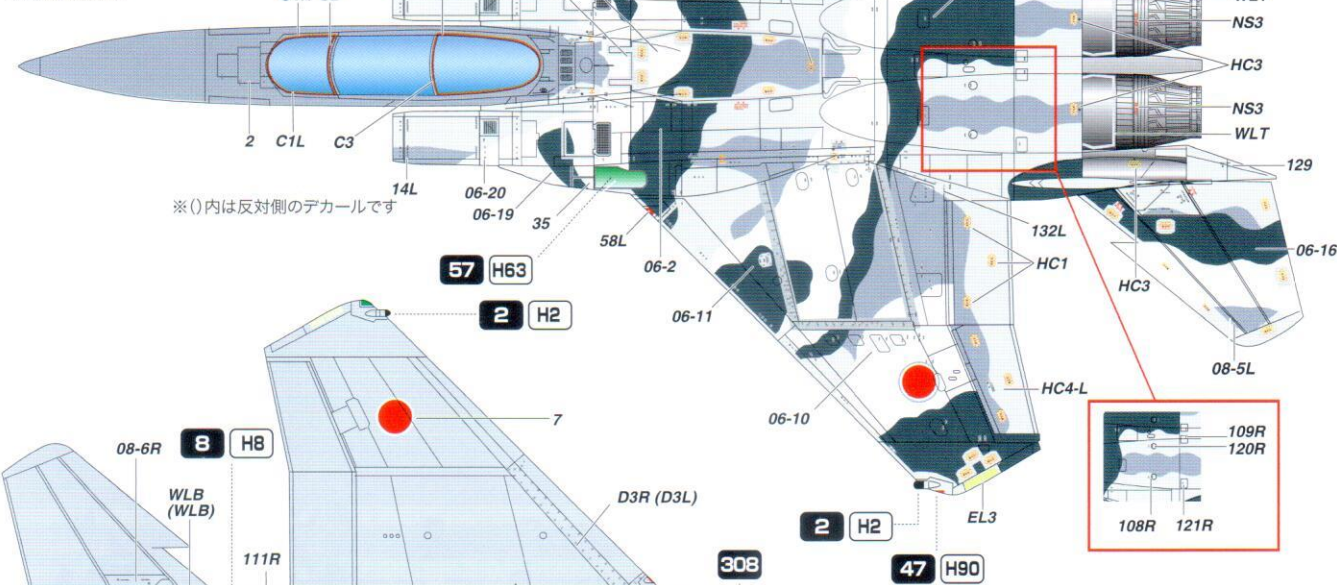 NS3
HC3
NS3
WLT
129
2
C1L
C3
14L
06-20
06-19
35
58L
06-2
※()内は反対側のデカールです
57
H63
2
H2
06-11
132L
HC1
HC3
06-16
08-5L
HC4-L
06-10
7
08-6R
8
H8
WLB
(WLB)
111R
D3R (D3L)
2
H2
EL3
47
H90
308
109R
120R
108R
121R